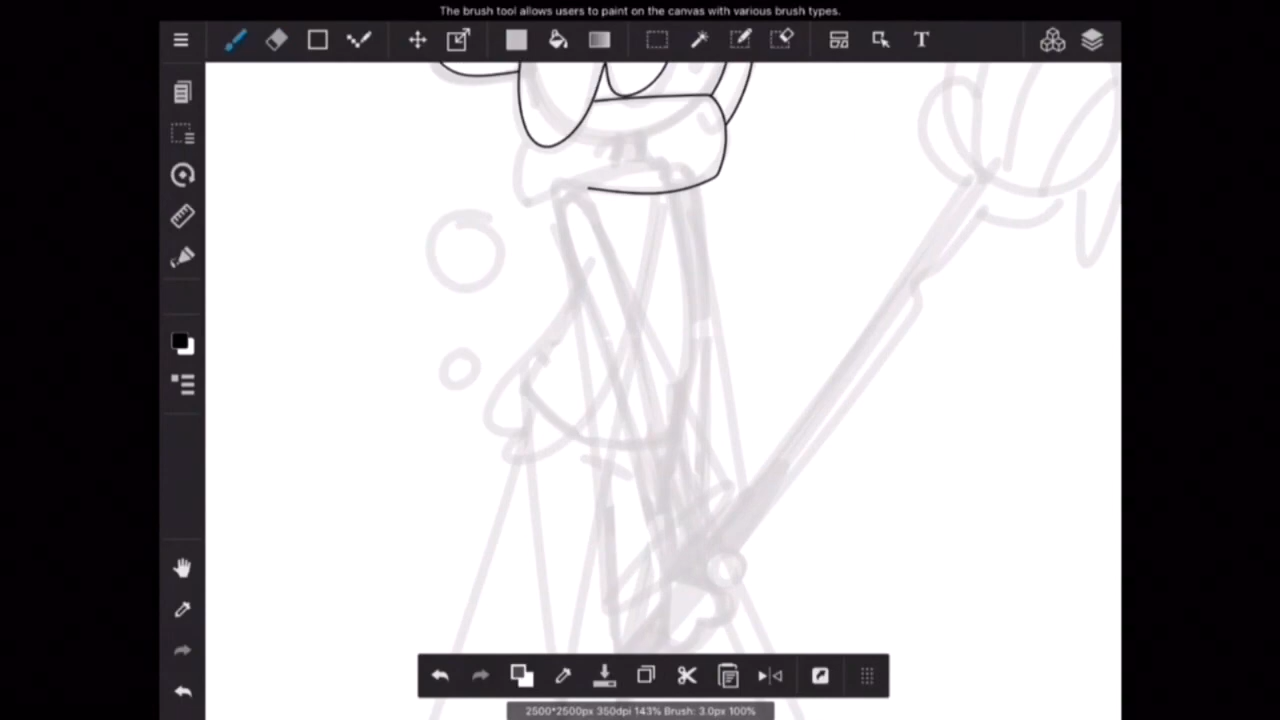 The brush tool allows users to paint on the canvas with various brush types.
T
2500*2500px 350dpi 143% Brush: 3.0px 100%